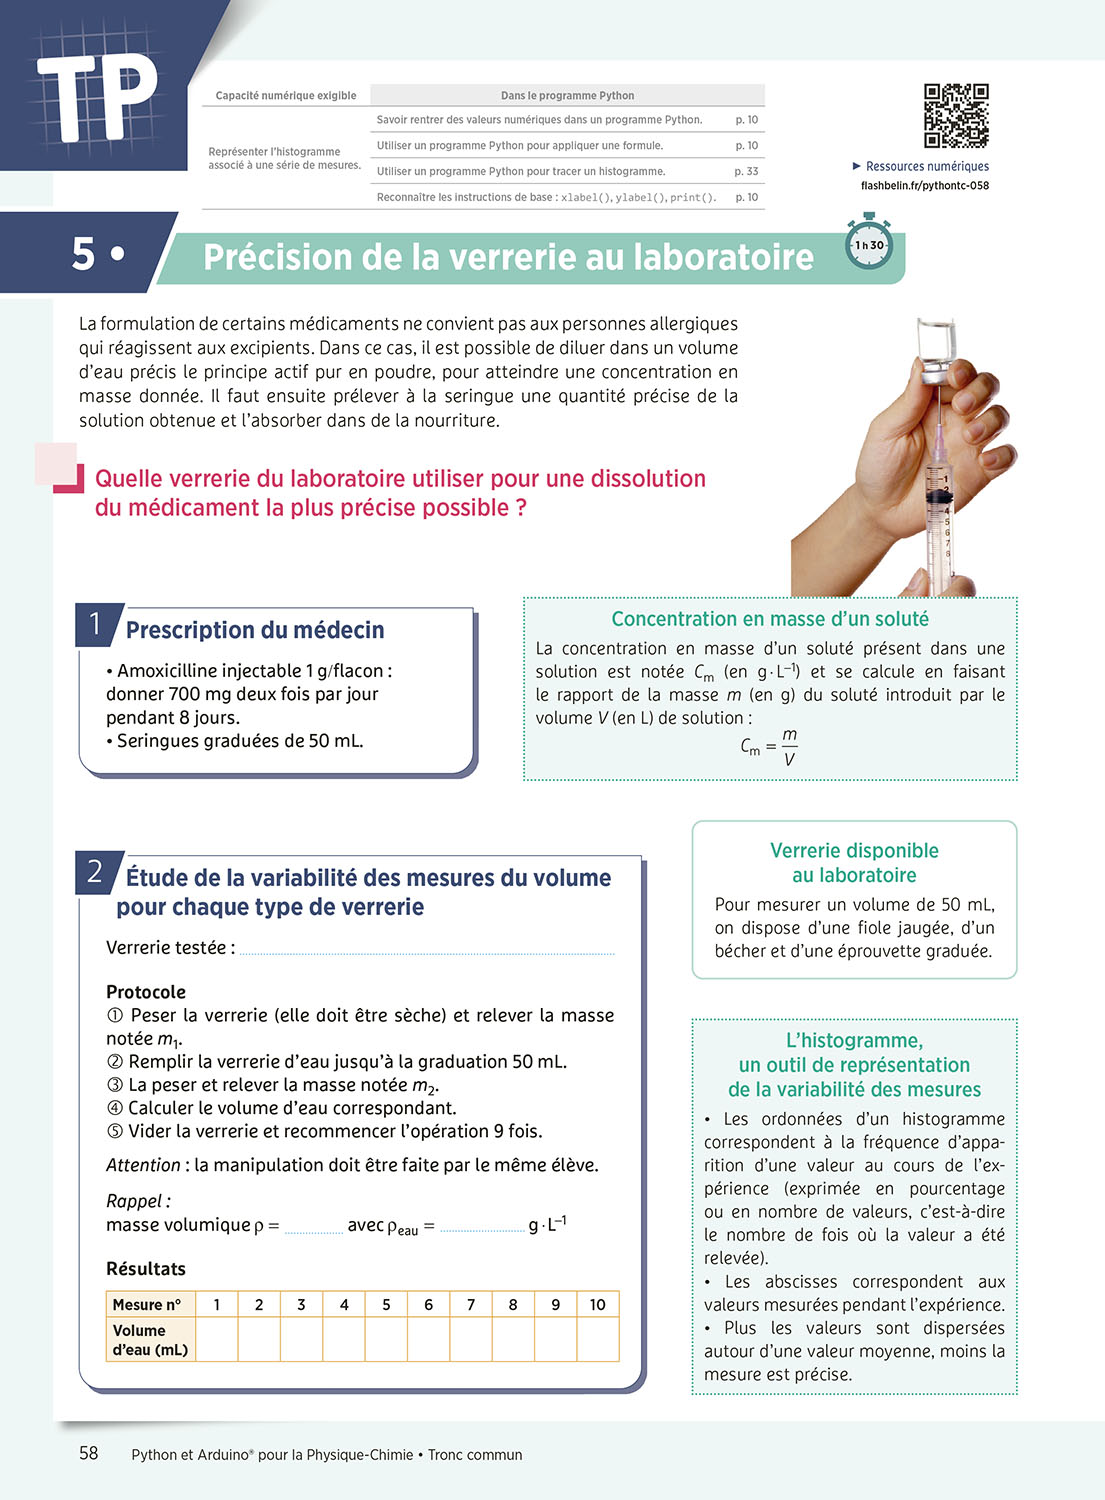 TP
Capacité numérique exigible
Dans le programme Python
Représenter l'histogramme
associé à une série de mesures.
Savoir rentrer des valeurs numériques dans un programme Python. p. 10
Utiliser un programme Python pour appliquer une formule. p. 10
Utiliser un programme Python pour tracer un histogramme. p. 33
Reconnaître les instructions de base : xlabel(), ylabel(), print(). p. 10
► Ressources numériques
flashbelin.fr/pythontc-058
5 • Précision de la verrerie au laboratoire
1 h 30
La formulation de certains médicaments ne convient pas aux personnes allergiques
qui réagissent aux excipients. Dans ce cas, il est possible de diluer dans un volume
d'eau précis le principe actif pur en poudre, pour atteindre une concentration en
masse donnée. Il faut ensuite prélever à la seringue une quantité précise de la
solution obtenue et l'absorber dans de la nourriture.
Quelle verrerie du laboratoire utiliser pour une dissolution
du médicament la plus précise possible ?
1 Prescription du médecin
• Amoxicilline injectable 1 g/flacon :
donner 700 mg deux fois par jour
pendant 8 jours.
• Seringues graduées de 50 mL.
Concentration en masse d'un soluté
La concentration en masse d'un soluté présent dans une
solution est notée Cm (en g·L⁻¹) et se calcule en faisant
le rapport de la masse m (en g) du soluté introduit par le
volume V (en L) de solution :
Cm = m/V
2 Étude de la variabilité des mesures du volume
pour chaque type de verrerie
Verrerie testée : ..........
Protocole
① Peser la verrerie (elle doit être sèche) et relever la masse
notée m₁.
② Remplir la verrerie d'eau jusqu'à la graduation 50 mL.
③ La peser et relever la masse notée m₂.
④ Calculer le volume d'eau correspondant.
⑤ Vider la verrerie et recommencer l'opération 9 fois.
Attention : la manipulation doit être faite par le même élève.
Rappel :
masse volumique ρ = .......... avec ρeau = .......... g·L⁻¹
Résultats
Mesure n° 1 2 3 4 5 6 7 8 9 10
Volume
d'eau (mL)
Verrerie disponible
au laboratoire
Pour mesurer un volume de 50 mL,
on dispose d'une fiole jaugée, d'un
bécher et d'une éprouvette graduée.
L'histogramme,
un outil de représentation
de la variabilité des mesures
• Les ordonnées d'un histogramme
correspondent à la fréquence d'appa-
rition d'une valeur au cours de l'ex-
périence (exprimée en pourcentage
ou en nombre de valeurs, c'est-à-dire
le nombre de fois où la valeur a été
relevée).
• Les abscisses correspondent aux
valeurs mesurées pendant l'expérience.
• Plus les valeurs sont dispersées
autour d'une valeur moyenne, moins la
mesure est précise.
58 Python et Arduino® pour la Physique-Chimie • Tronc commun